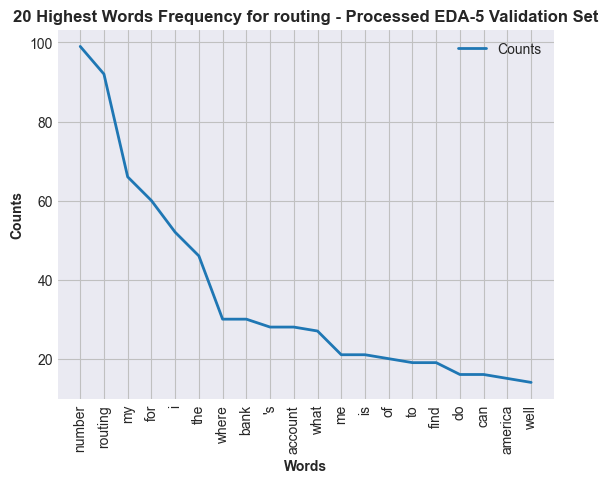 20 Highest Words Frequency for routing - Processed EDA-5 Validation Set
Counts
100
80
60
40
20
Counts
number
routing
my
for
i
the
where
bank
's
account
what
me
is
of
to
find
do
can
america
well
Words